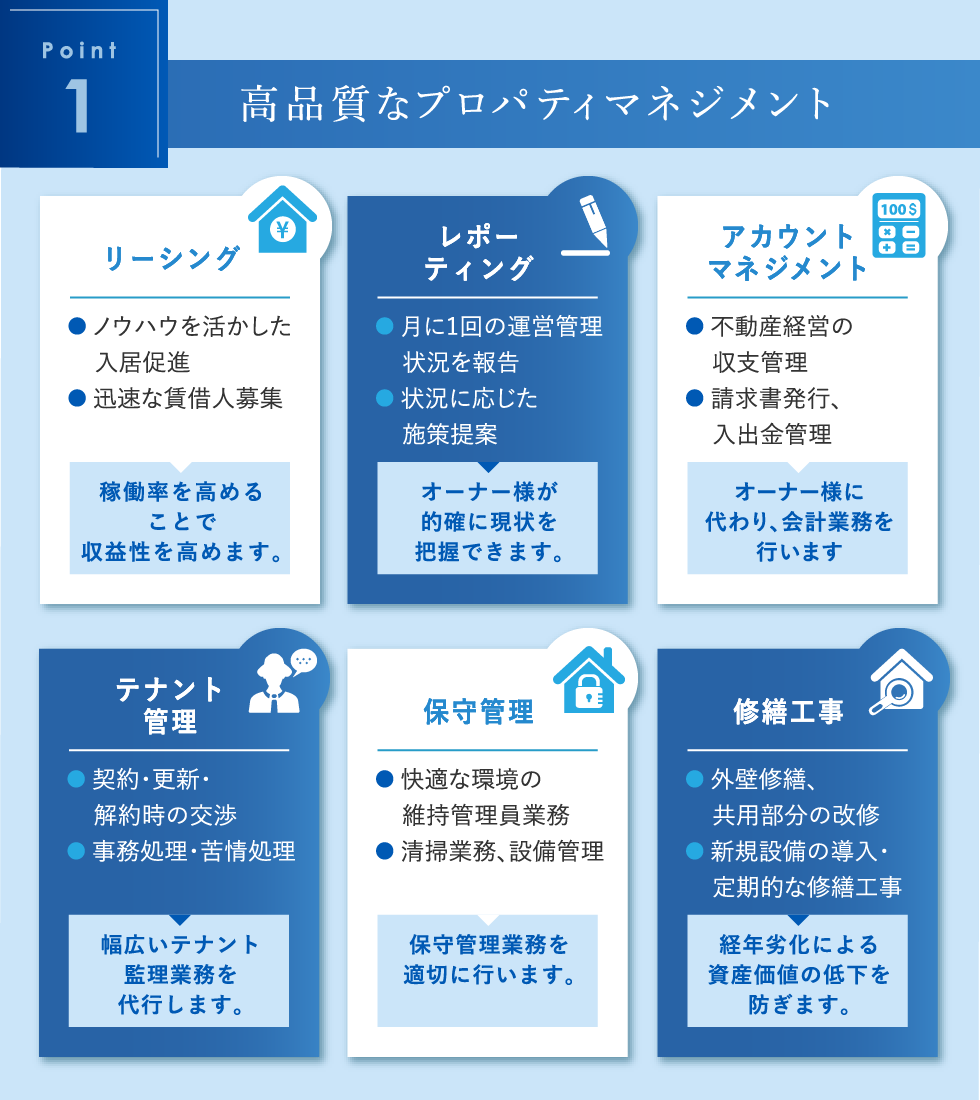 Point
1
高品質なプロパティマネジメント
リーシング
¥
● ノウハウを活かした
入居促進
● 迅速な賃借人募集
稼働率を高める
ことで
収益性を高めます。
レポー
ティング
● 月に1回の運営管理
状況を報告
● 状況に応じた
施策提案
オーナー様が
的確に現状を
把握できます。
アカウント
マネジメント
100$
× −
+ =
● 不動産経営の
収支管理
● 請求書発行、
入出金管理
オーナー様に
代わり、会計業務を
行います
テナント
管理
● 契約・更新・
解約時の交渉
● 事務処理・苦情処理
幅広いテナント
監理業務を
代行します。
保守管理
● 快適な環境の
維持管理員業務
● 清掃業務、設備管理
保守管理業務を
適切に行います。
修繕工事
● 外壁修繕、
共用部分の改修
● 新規設備の導入・
定期的な修繕工事
経年劣化による
資産価値の低下を
防ぎます。